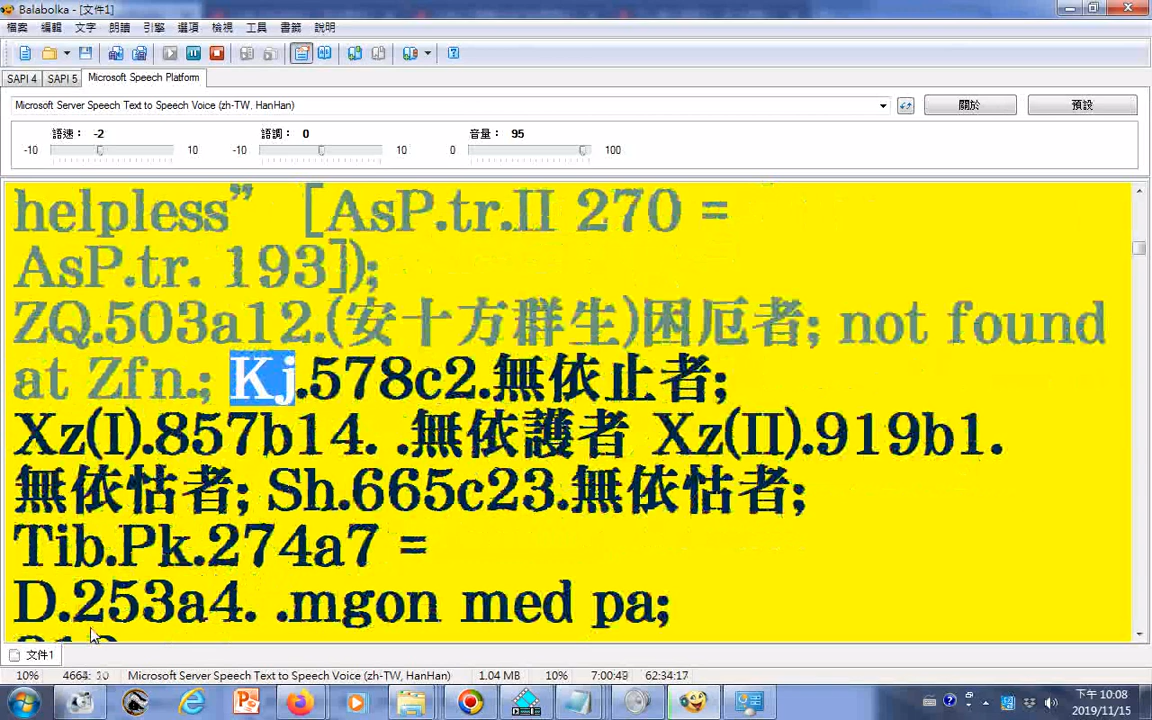 Balabolka - [文件1]
檔案 編輯 文字 朗讀 引擎 選項 檢視 工具 書籤 說明
SAPI 4 SAPI 5 Microsoft Speech Platform
Microsoft Server Speech Text to Speech Voice (zh-TW, HanHan) 關於 預設
語速： -2 語調： 0 音量： 95
-10 10 -10 10 0 100
helpless” [AsP.tr.II 270 =
AsP.tr. 193]);
ZQ.503a12.(安十方群生)困厄者; not found
at Zfn.; Kj.578c2.無依止者;
Xz(I).857b14. .無依護者 Xz(II).919b1.
無依怙者; Sh.665c23.無依怙者;
Tib.Pk.274a7 =
D.253a4. .mgon med pa;
文件1
10% Microsoft Server Speech Text to Speech Voice (zh-TW, HanHan) 1.04 MB 10% 7:00:49 62:34:17
下午 10:08
2019/11/15